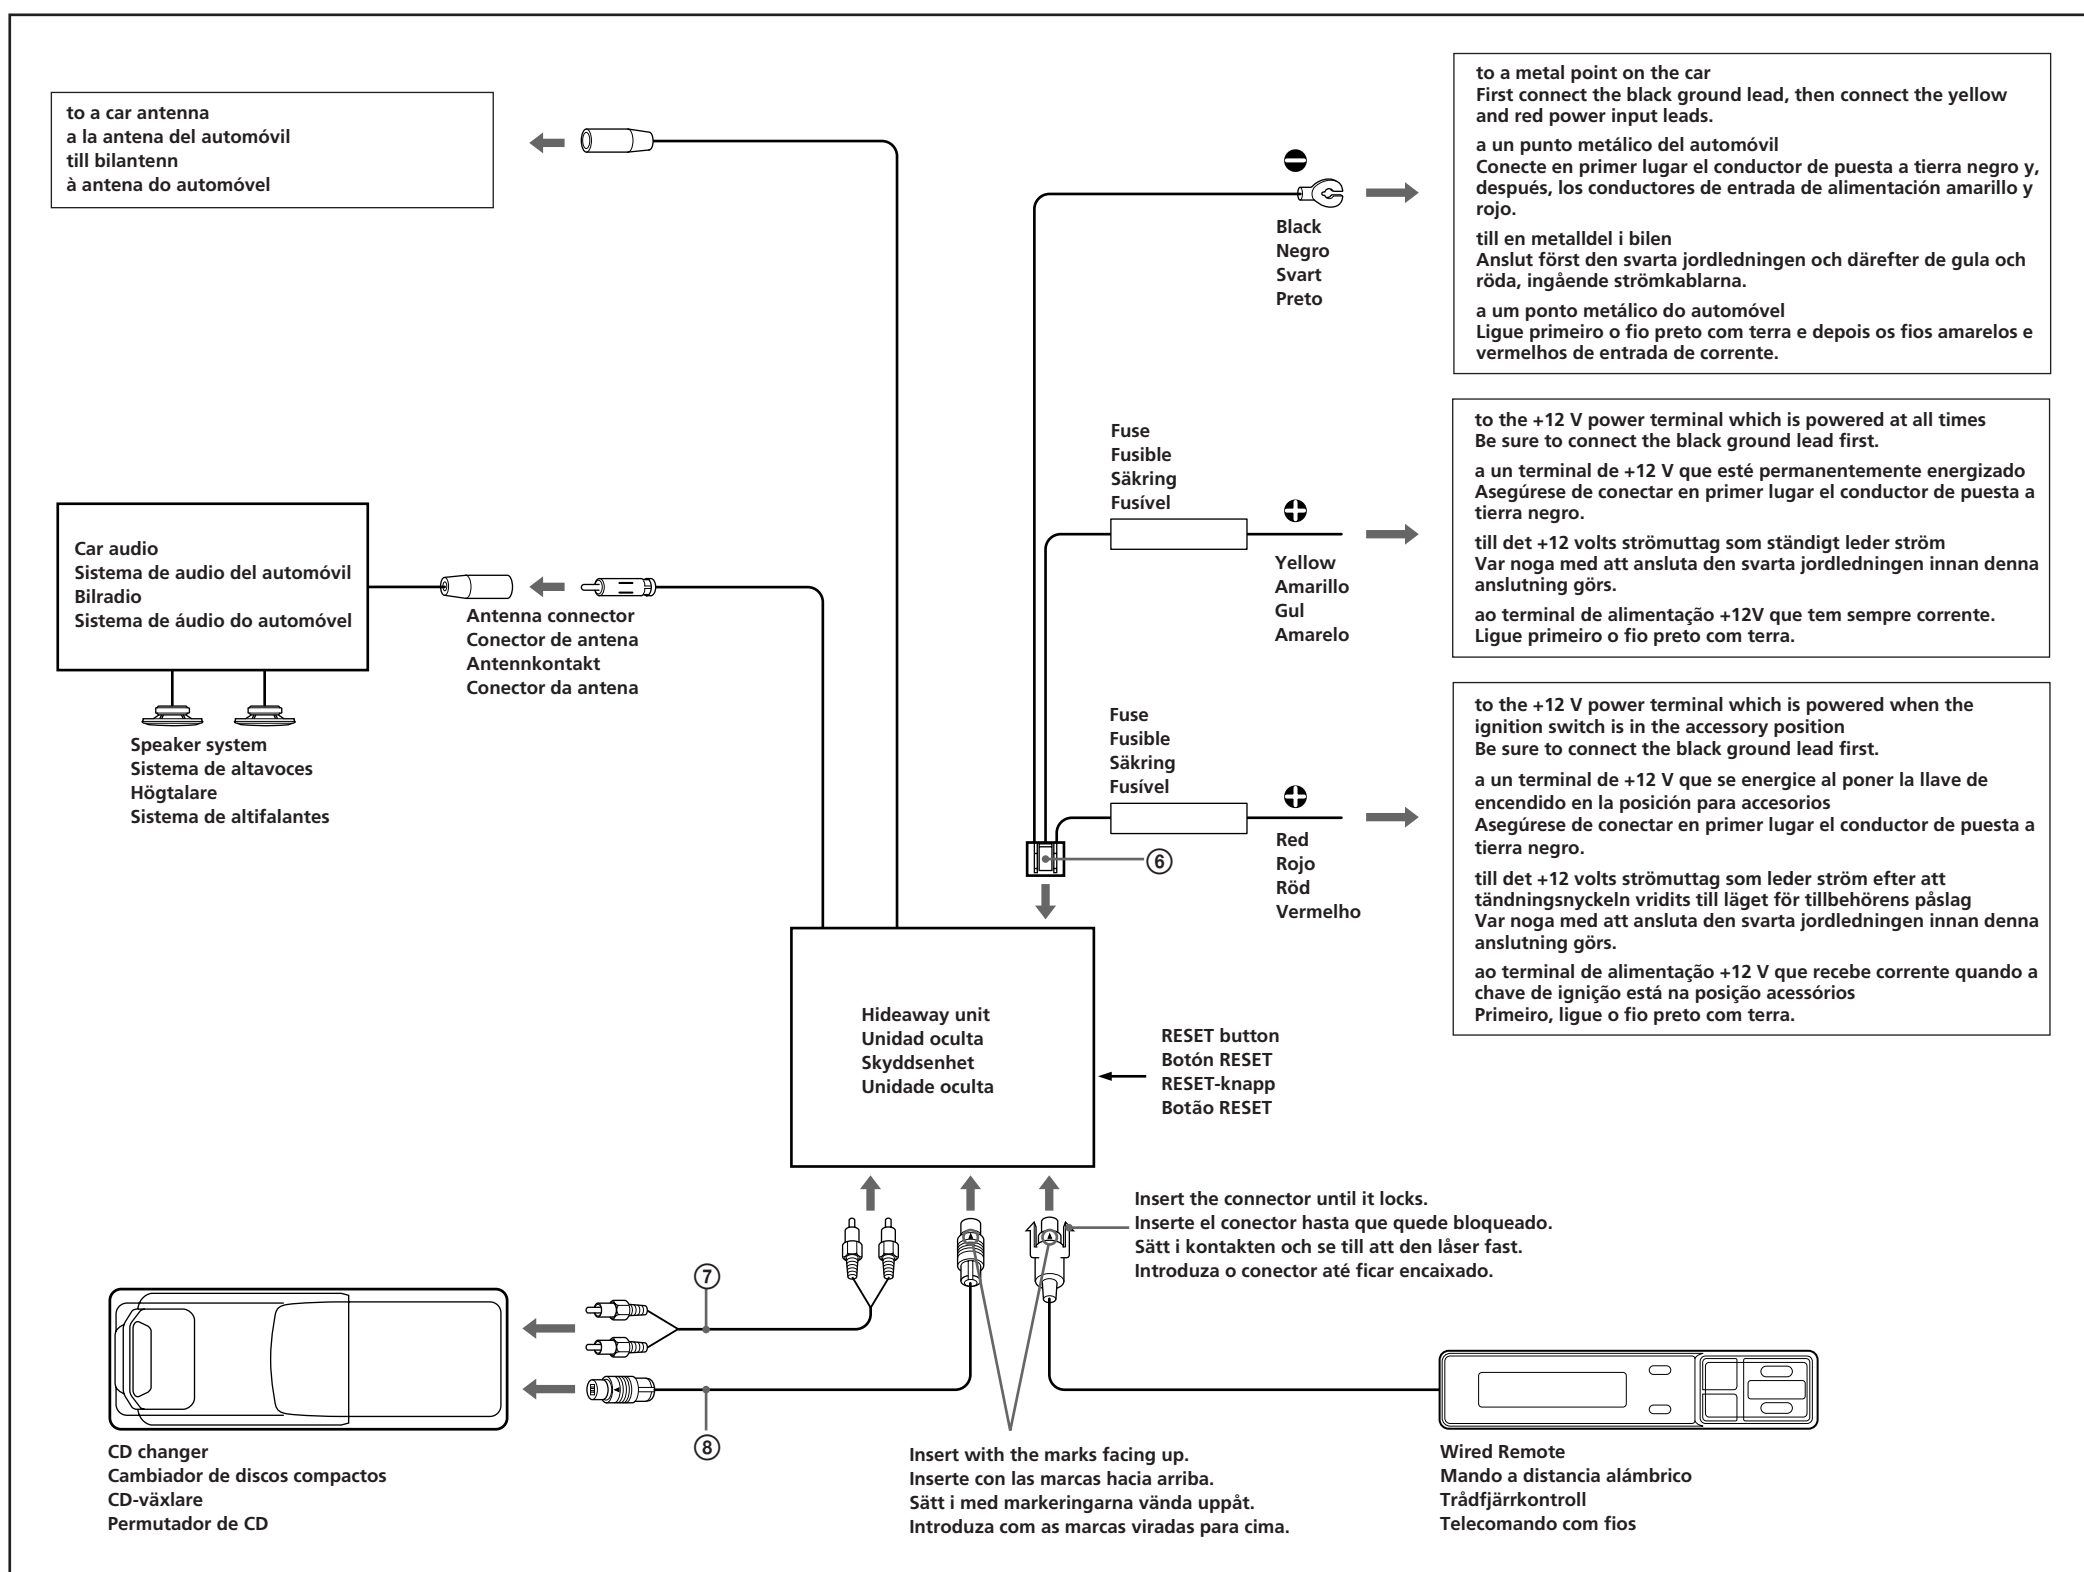 to a car antenna
a la antena del automóvil
till bilantenn
à antena do automóvel
to a metal point on the car
First connect the black ground lead, then connect the yellow
and red power input leads.
a un punto metálico del automóvil
Conecte en primer lugar el conductor de puesta a tierra negro y,
después, los conductores de entrada de alimentación amarillo y
rojo.
till en metalldel i bilen
Anslut först den svarta jordledningen och därefter de gula och
röda, ingående strömkablarna.
a um ponto metálico do automóvel
Ligue primeiro o fio preto com terra e depois os fios amarelos e
vermelhos de entrada de corrente.
Black
Negro
Svart
Preto
Fuse
Fusible
Säkring
Fusível
Yellow
Amarillo
Gul
Amarelo
to the +12 V power terminal which is powered at all times
Be sure to connect the black ground lead first.
a un terminal de +12 V que esté permanentemente energizado
Asegúrese de conectar en primer lugar el conductor de puesta a
tierra negro.
till det +12 volts strömuttag som ständigt leder ström
Var noga med att ansluta den svarta jordledningen innan denna
anslutning görs.
ao terminal de alimentação +12V que tem sempre corrente.
Ligue primeiro o fio preto com terra.
Car audio
Sistema de audio del automóvil
Bilradio
Sistema de áudio do automóvel
Antenna connector
Conector de antena
Antennkontakt
Conector da antena
Speaker system
Sistema de altavoces
Högtalare
Sistema de altifalantes
Fuse
Fusible
Säkring
Fusível
Red
Rojo
Röd
Vermelho
6
to the +12 V power terminal which is powered when the
ignition switch is in the accessory position
Be sure to connect the black ground lead first.
a un terminal de +12 V que se energice al poner la llave de
encendido en la posición para accesorios
Asegúrese de conectar en primer lugar el conductor de puesta a
tierra negro.
till det +12 volts strömuttag som leder ström efter att
tändningsnyckeln vridits till läget för tillbehörens påslag
Var noga med att ansluta den svarta jordledningen innan denna
anslutning görs.
ao terminal de alimentação +12 V que recebe corrente quando a
chave de ignição está na posição acessórios
Primeiro, ligue o fio preto com terra.
Hideaway unit
Unidad oculta
Skyddsenhet
Unidade oculta
RESET button
Botón RESET
RESET-knapp
Botão RESET
Insert the connector until it locks.
Inserte el conector hasta que quede bloqueado.
Sätt i kontakten och se till att den låser fast.
Introduza o conector até ficar encaixado.
7
8
CD changer
Cambiador de discos compactos
CD-växlare
Permutador de CD
Insert with the marks facing up.
Inserte con las marcas hacia arriba.
Sätt i med markeringarna vända uppåt.
Introduza com as marcas viradas para cima.
Wired Remote
Mando a distancia alámbrico
Trådfjärrkontroll
Telecomando com fios